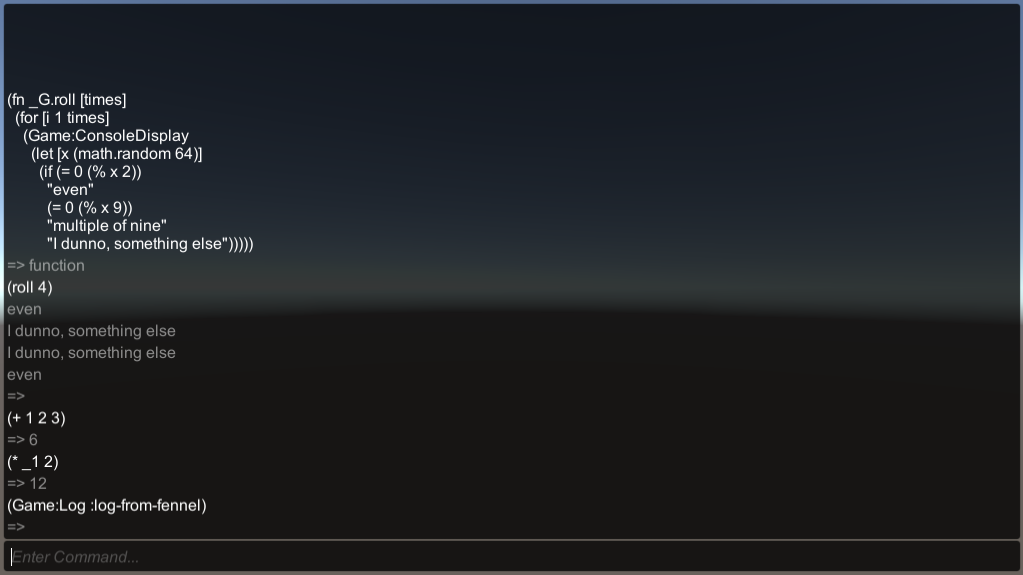 (fn _G.roll [times]
(for [i 1 times]
(Game:ConsoleDisplay
(let [x (math.random 64)]
(if (= 0 (% x 2))
"even"
(= 0 (% x 9))
"multiple of nine"
"I dunno, something else")))))
=> function
(roll 4)
even
I dunno, something else
I dunno, something else
even
=>
(+ 1 2 3)
=> 6
(* _1 2)
=> 12
(Game:Log :log-from-fennel)
=>
Enter Command...